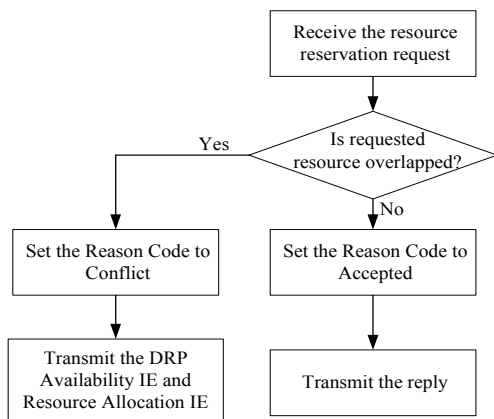 Receive the resource
reservation request
Is requested
resource overlapped?
Yes
No
Set the Reason Code to
Conflict
Set the Reason Code to
Accepted
Transmit the DRP
Availability IE and
Resource Allocation IE
Transmit the reply